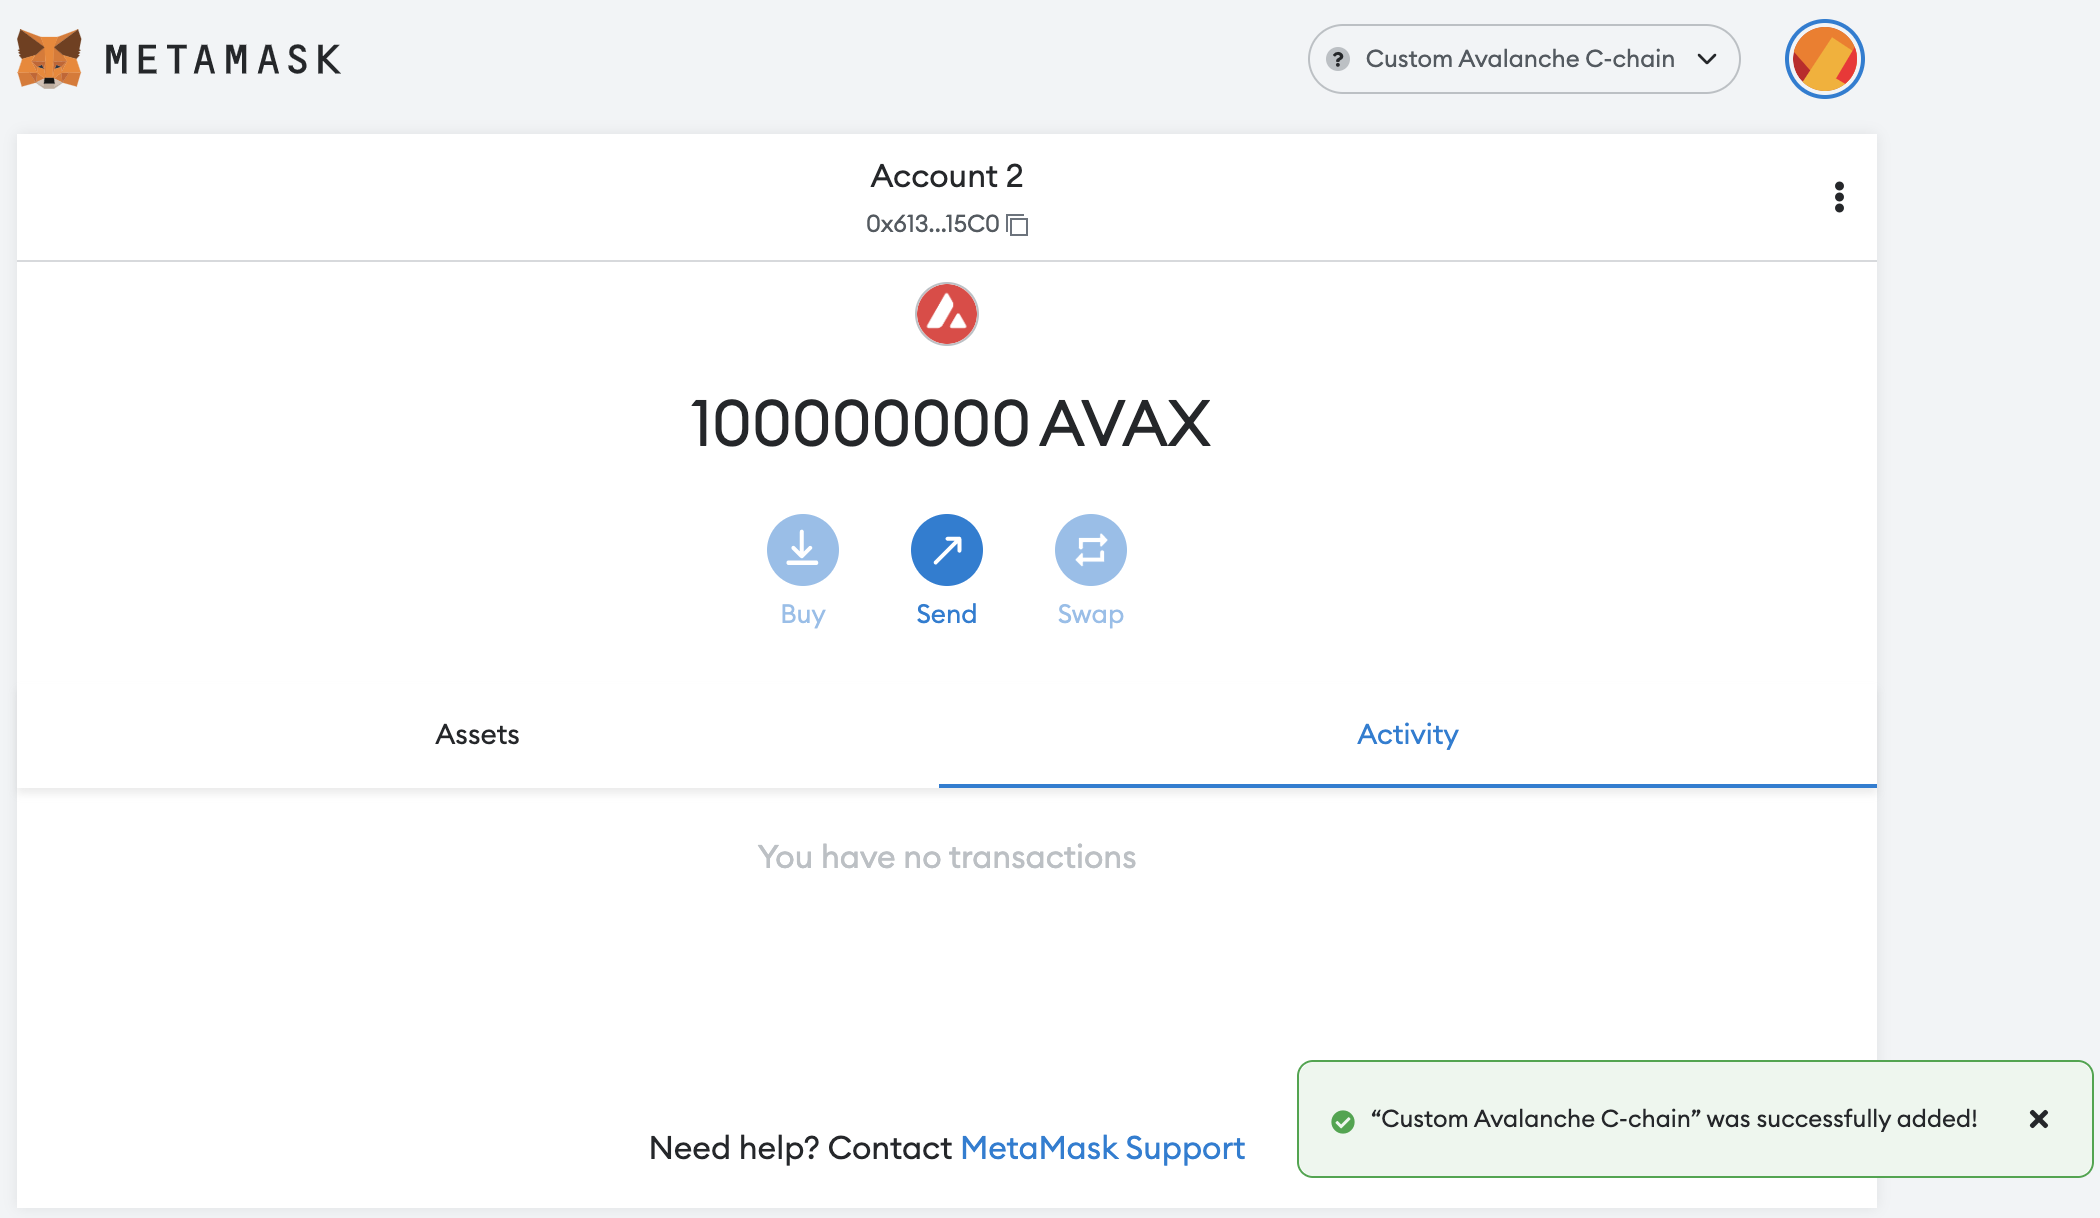 METAMASK
? Custom Avalanche C-chain
Account 2
0x613...15C0
100000000 AVAX
Buy Send Swap
Assets Activity
You have no transactions
“Custom Avalanche C-chain” was successfully added!
Need help? Contact MetaMask Support